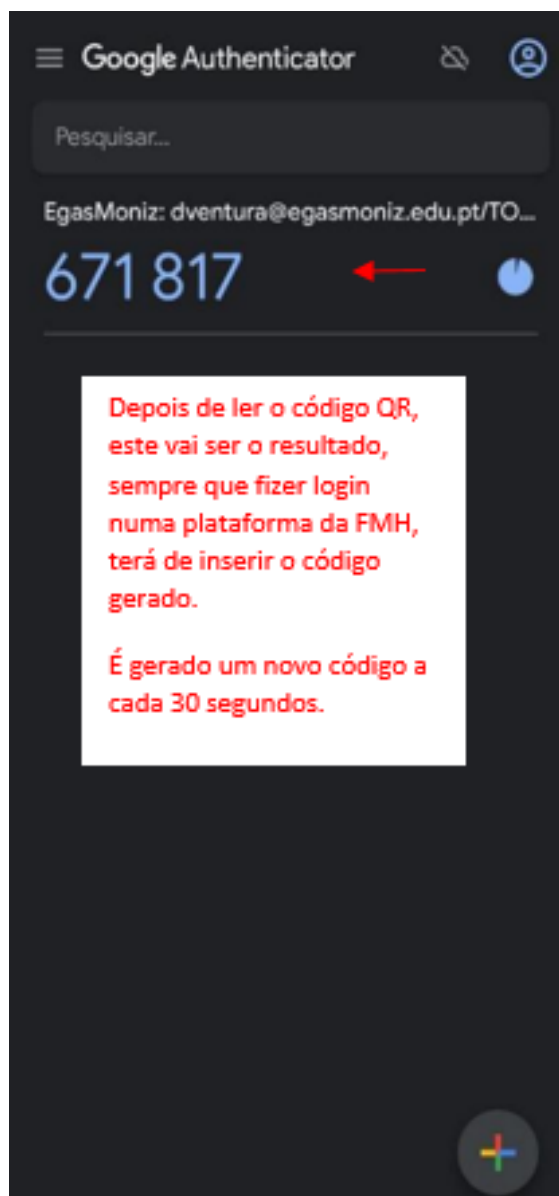 Google Authenticator
Pesquisar...
EgasMoniz: dventura@egasmoniz.edu.pt/TO...
671 817
Depois de ler o código QR,
este vai ser o resultado,
sempre que fizer login
numa plataforma da FMH,
terá de inserir o código
gerado.
É gerado um novo código a
cada 30 segundos.